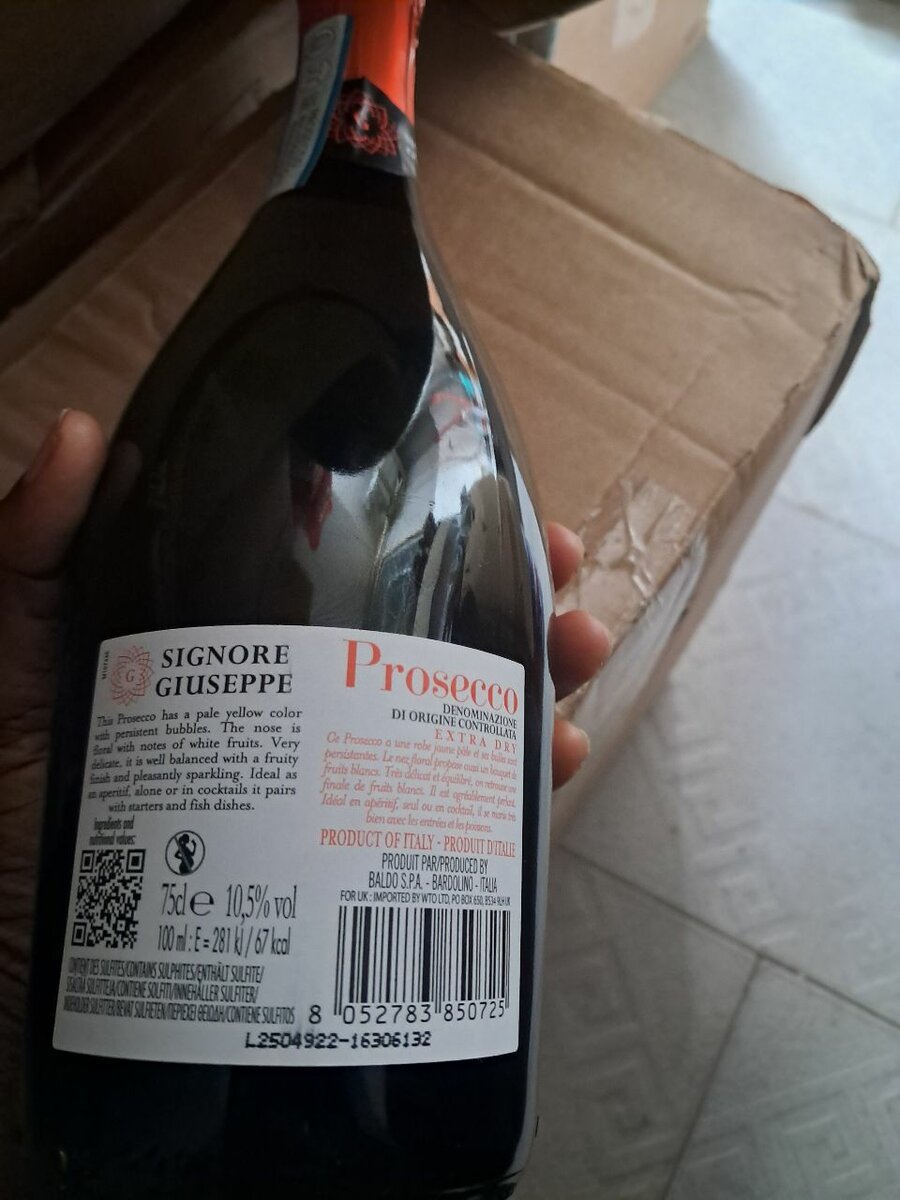 SIGNORE
GIUSEPPE
This Prosecco has a pale yellow color
with persistent bubbles. The nose is
floral with notes of white fruits. Very
delicate, it is well balanced with a fruity
finish and pleasantly sparkling. Ideal as
an aperitif, alone or in cocktails it pairs
with starters and fish dishes.
Ingredients and
nutritional values:
75cl e 10,5% vol
100 ml : E = 281 kJ / 67 kcal
CONTIENT DES SULFITES/CONTAINS SULPHITES/ENTHÄLT SULFITE/
SULFITTEJA/CONTIENE SOLFITI/INNEHÅLLER SULFITER/
INDEHOLDER SULFITTER/BEVAT SULFIETEN/ΠΕΡΙΕΧΕΙ ΘΕΙΩΔΗ/CONTIENE SULFITOS
Prosecco
DENOMINAZIONE
DI ORIGINE CONTROLLATA
EXTRA DRY
Ce Prosecco a une robe jaune pâle et ses bulles sont
persistantes. Le nez floral propose aussi un bouquet de
fruits blancs. Très délicat et équilibré, on retrouve une
finale de fruits blancs. Il est agréablement perlant.
Idéal en apéritif, seul ou en cocktail, il se marie très
bien avec les entrées et les poissons.
PRODUCT OF ITALY - PRODUIT D'ITALIE
PRODUIT PAR/PRODUCED BY
BALDO S.P.A. - BARDOLINO - ITALIA
FOR UK : IMPORTED BY WTO LTD, PO BOX 650, BS34 9LH UK
8 052783 850725
L2504922-16306132